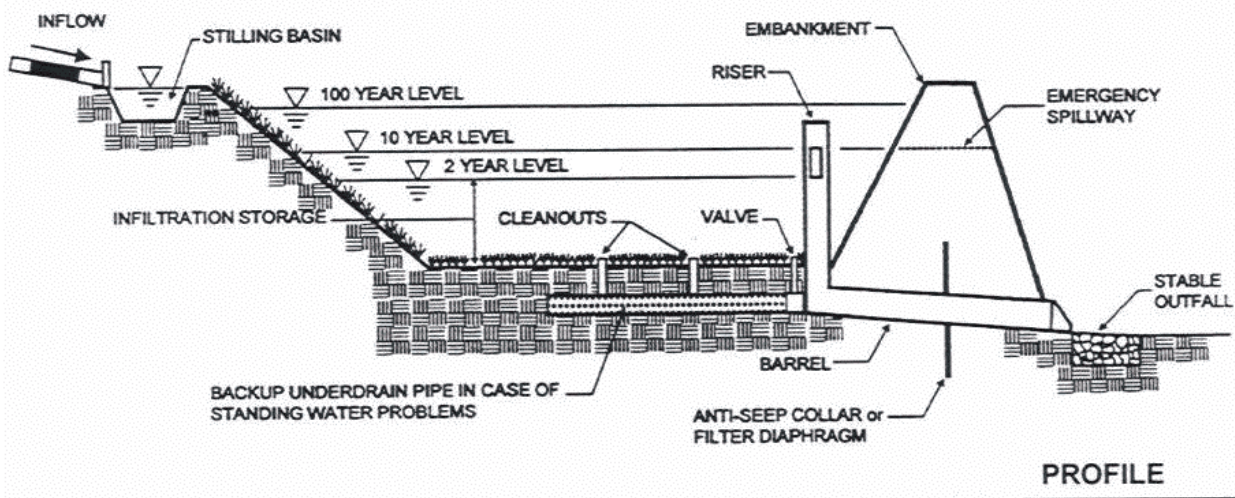 INFLOW
STILLING BASIN
EMBANKMENT
RISER
100 YEAR LEVEL
EMERGENCY
SPILLWAY
10 YEAR LEVEL
2 YEAR LEVEL
INFILTRATION STORAGE
CLEANOUTS
VALVE
STABLE
OUTFALL
BARREL
BACKUP UNDERDRAIN PIPE IN CASE OF
STANDING WATER PROBLEMS
ANTI-SEEP COLLAR or
FILTER DIAPHRAGM
PROFILE